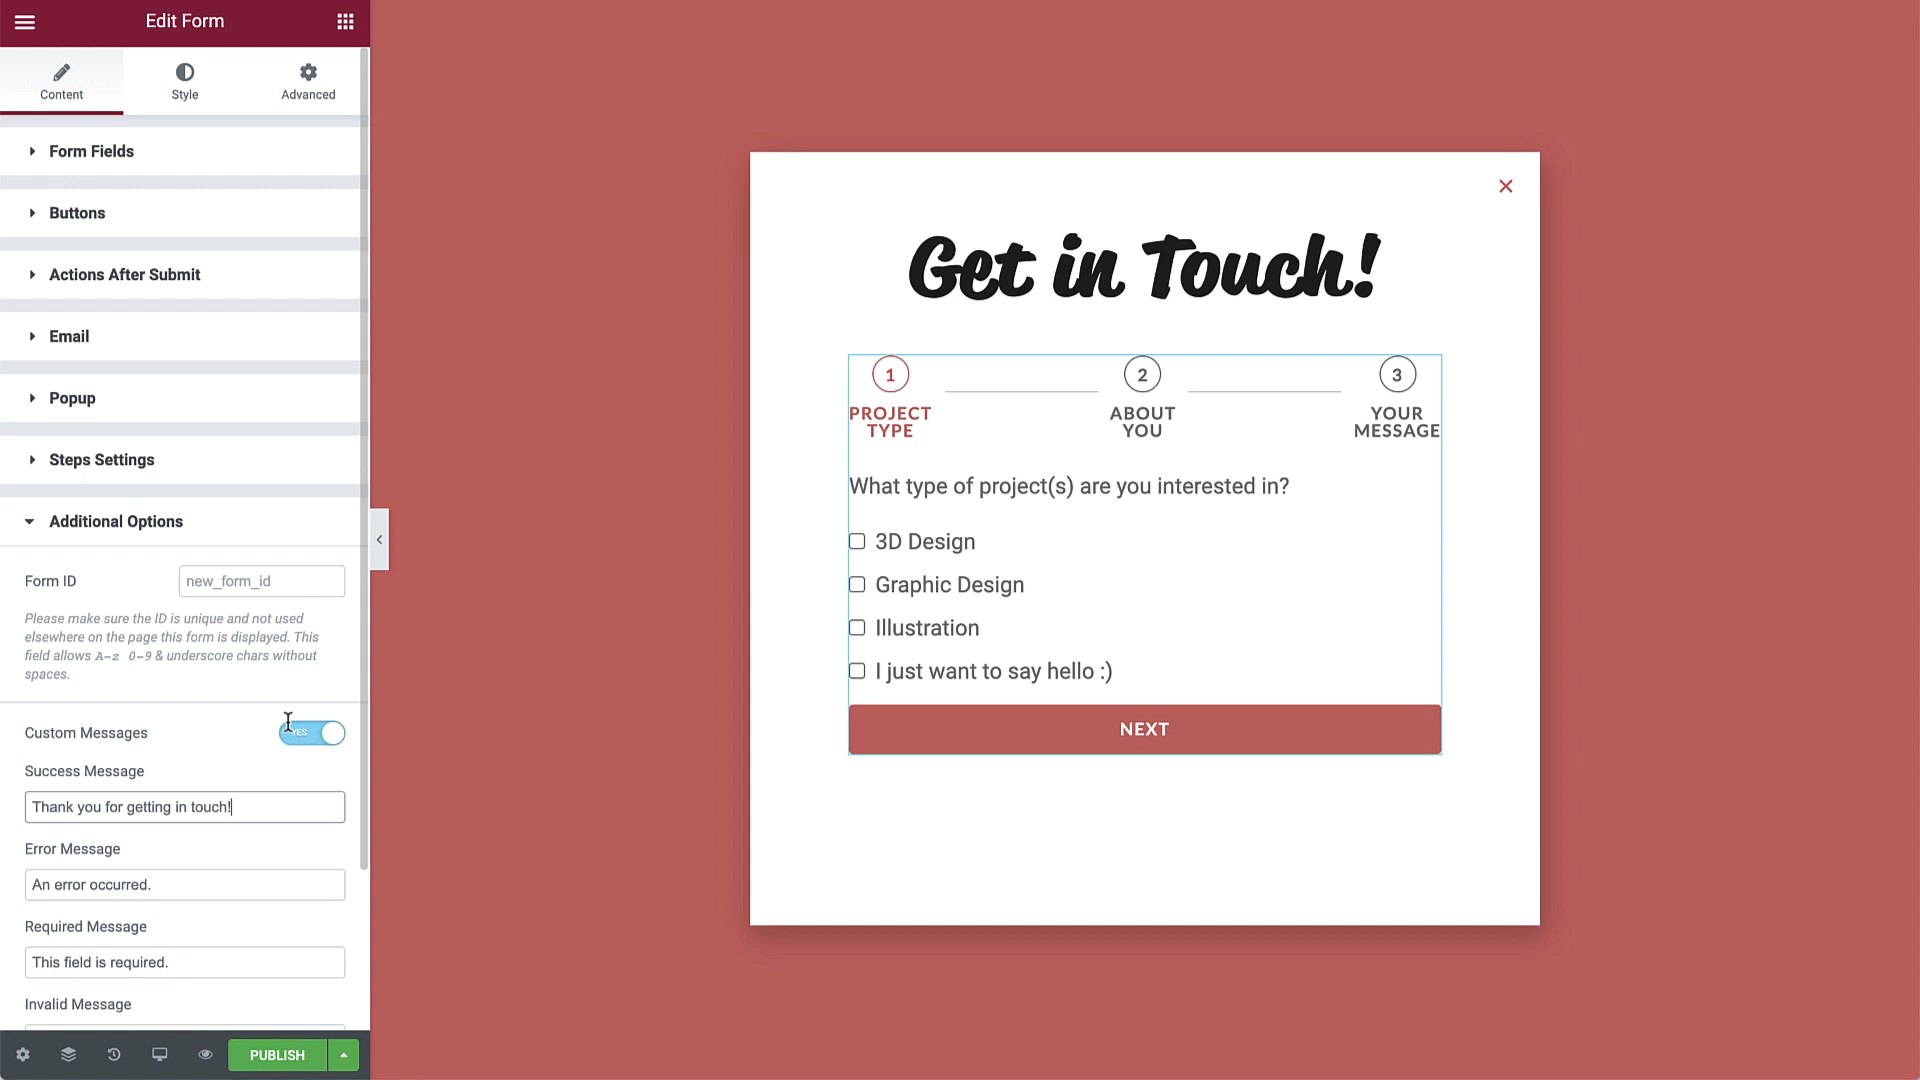 Edit Form
Content
Style
Advanced
Form Fields
Buttons
Actions After Submit
Email
Popup
Steps Settings
Additional Options
Form ID
new_form_id
Please make sure the ID is unique and not used
elsewhere on the page this form is displayed. This
field allows A-z 0-9 & underscore chars without
spaces.
Custom Messages
YES
Success Message
Thank you for getting in touch!
Error Message
An error occurred.
Required Message
This field is required.
Invalid Message
PUBLISH
Get in Touch!
1
2
3
PROJECT
TYPE
ABOUT
YOU
YOUR
MESSAGE
What type of project(s) are you interested in?
3D Design
Graphic Design
Illustration
I just want to say hello :)
NEXT